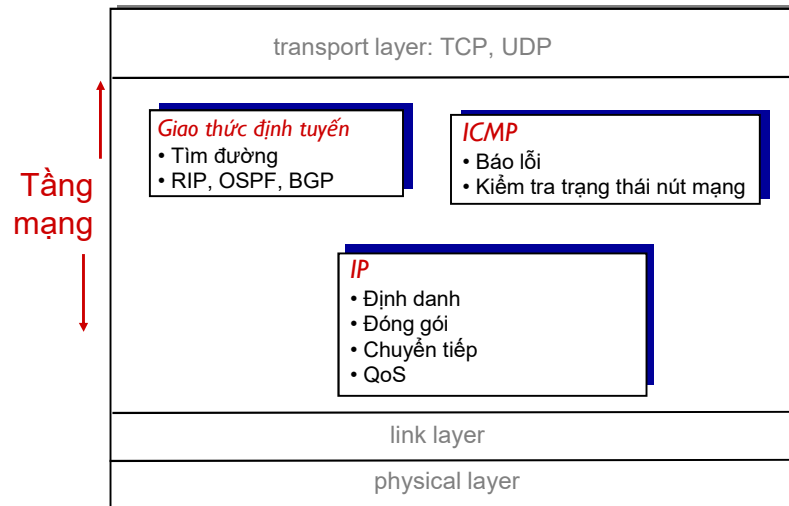 transport layer: TCP, UDP
Giao thức định tuyến
• Tìm đường
• RIP, OSPF, BGP
ICMP
• Báo lỗi
• Kiểm tra trạng thái nút mạng
Tầng
mạng
IP
• Định danh
• Đóng gói
• Chuyển tiếp
• QoS
link layer
physical layer